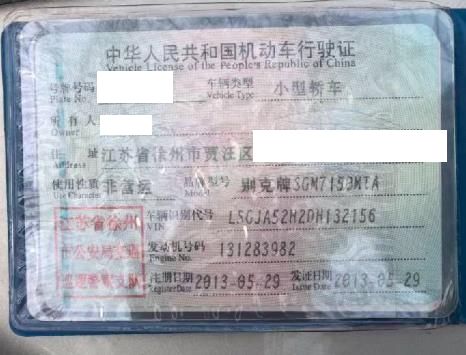 中华人民共和国机动车行驶证
Vehicle License of the People's Republic of China
号牌号码 车辆类型 小型轿车
Plate No. Vehicle Type
所有人
Owner
住址 江苏省徐州市贾汪区
Address
使用性质 非营运 品牌型号 别克牌SGM7150MTA
Use Character Model
江苏省徐州 车辆识别代号 LSGJA52H2DH132156
VIN
市公安局交通 发动机号码 131283982
Engine No.
巡逻警察支队 注册日期 2013-05-29 发证日期 2013-05-29
Register Date Issue Date